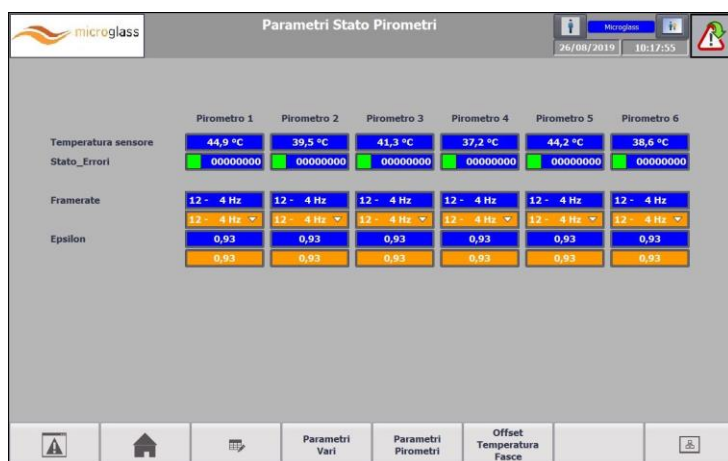 microglass
Parametri Stato Pirometri
Microglass
26/08/2019 10:17:55
Pirometro 1 Pirometro 2 Pirometro 3 Pirometro 4 Pirometro 5 Pirometro 6
Temperatura sensore 44,9 °C 39,5 °C 41,3 °C 37,2 °C 44,2 °C 38,6 °C
Stato_Errori 00000000 00000000 00000000 00000000 00000000 00000000
Framerate 12 - 4 Hz 12 - 4 Hz 12 - 4 Hz 12 - 4 Hz 12 - 4 Hz 12 - 4 Hz
12 - 4 Hz 12 - 4 Hz 12 - 4 Hz 12 - 4 Hz 12 - 4 Hz 12 - 4 Hz
Epsilon 0,93 0,93 0,93 0,93 0,93 0,93
0,93 0,93 0,93 0,93 0,93 0,93
Parametri
Vari
Parametri
Pirometri
Offset
Temperatura
Fasce